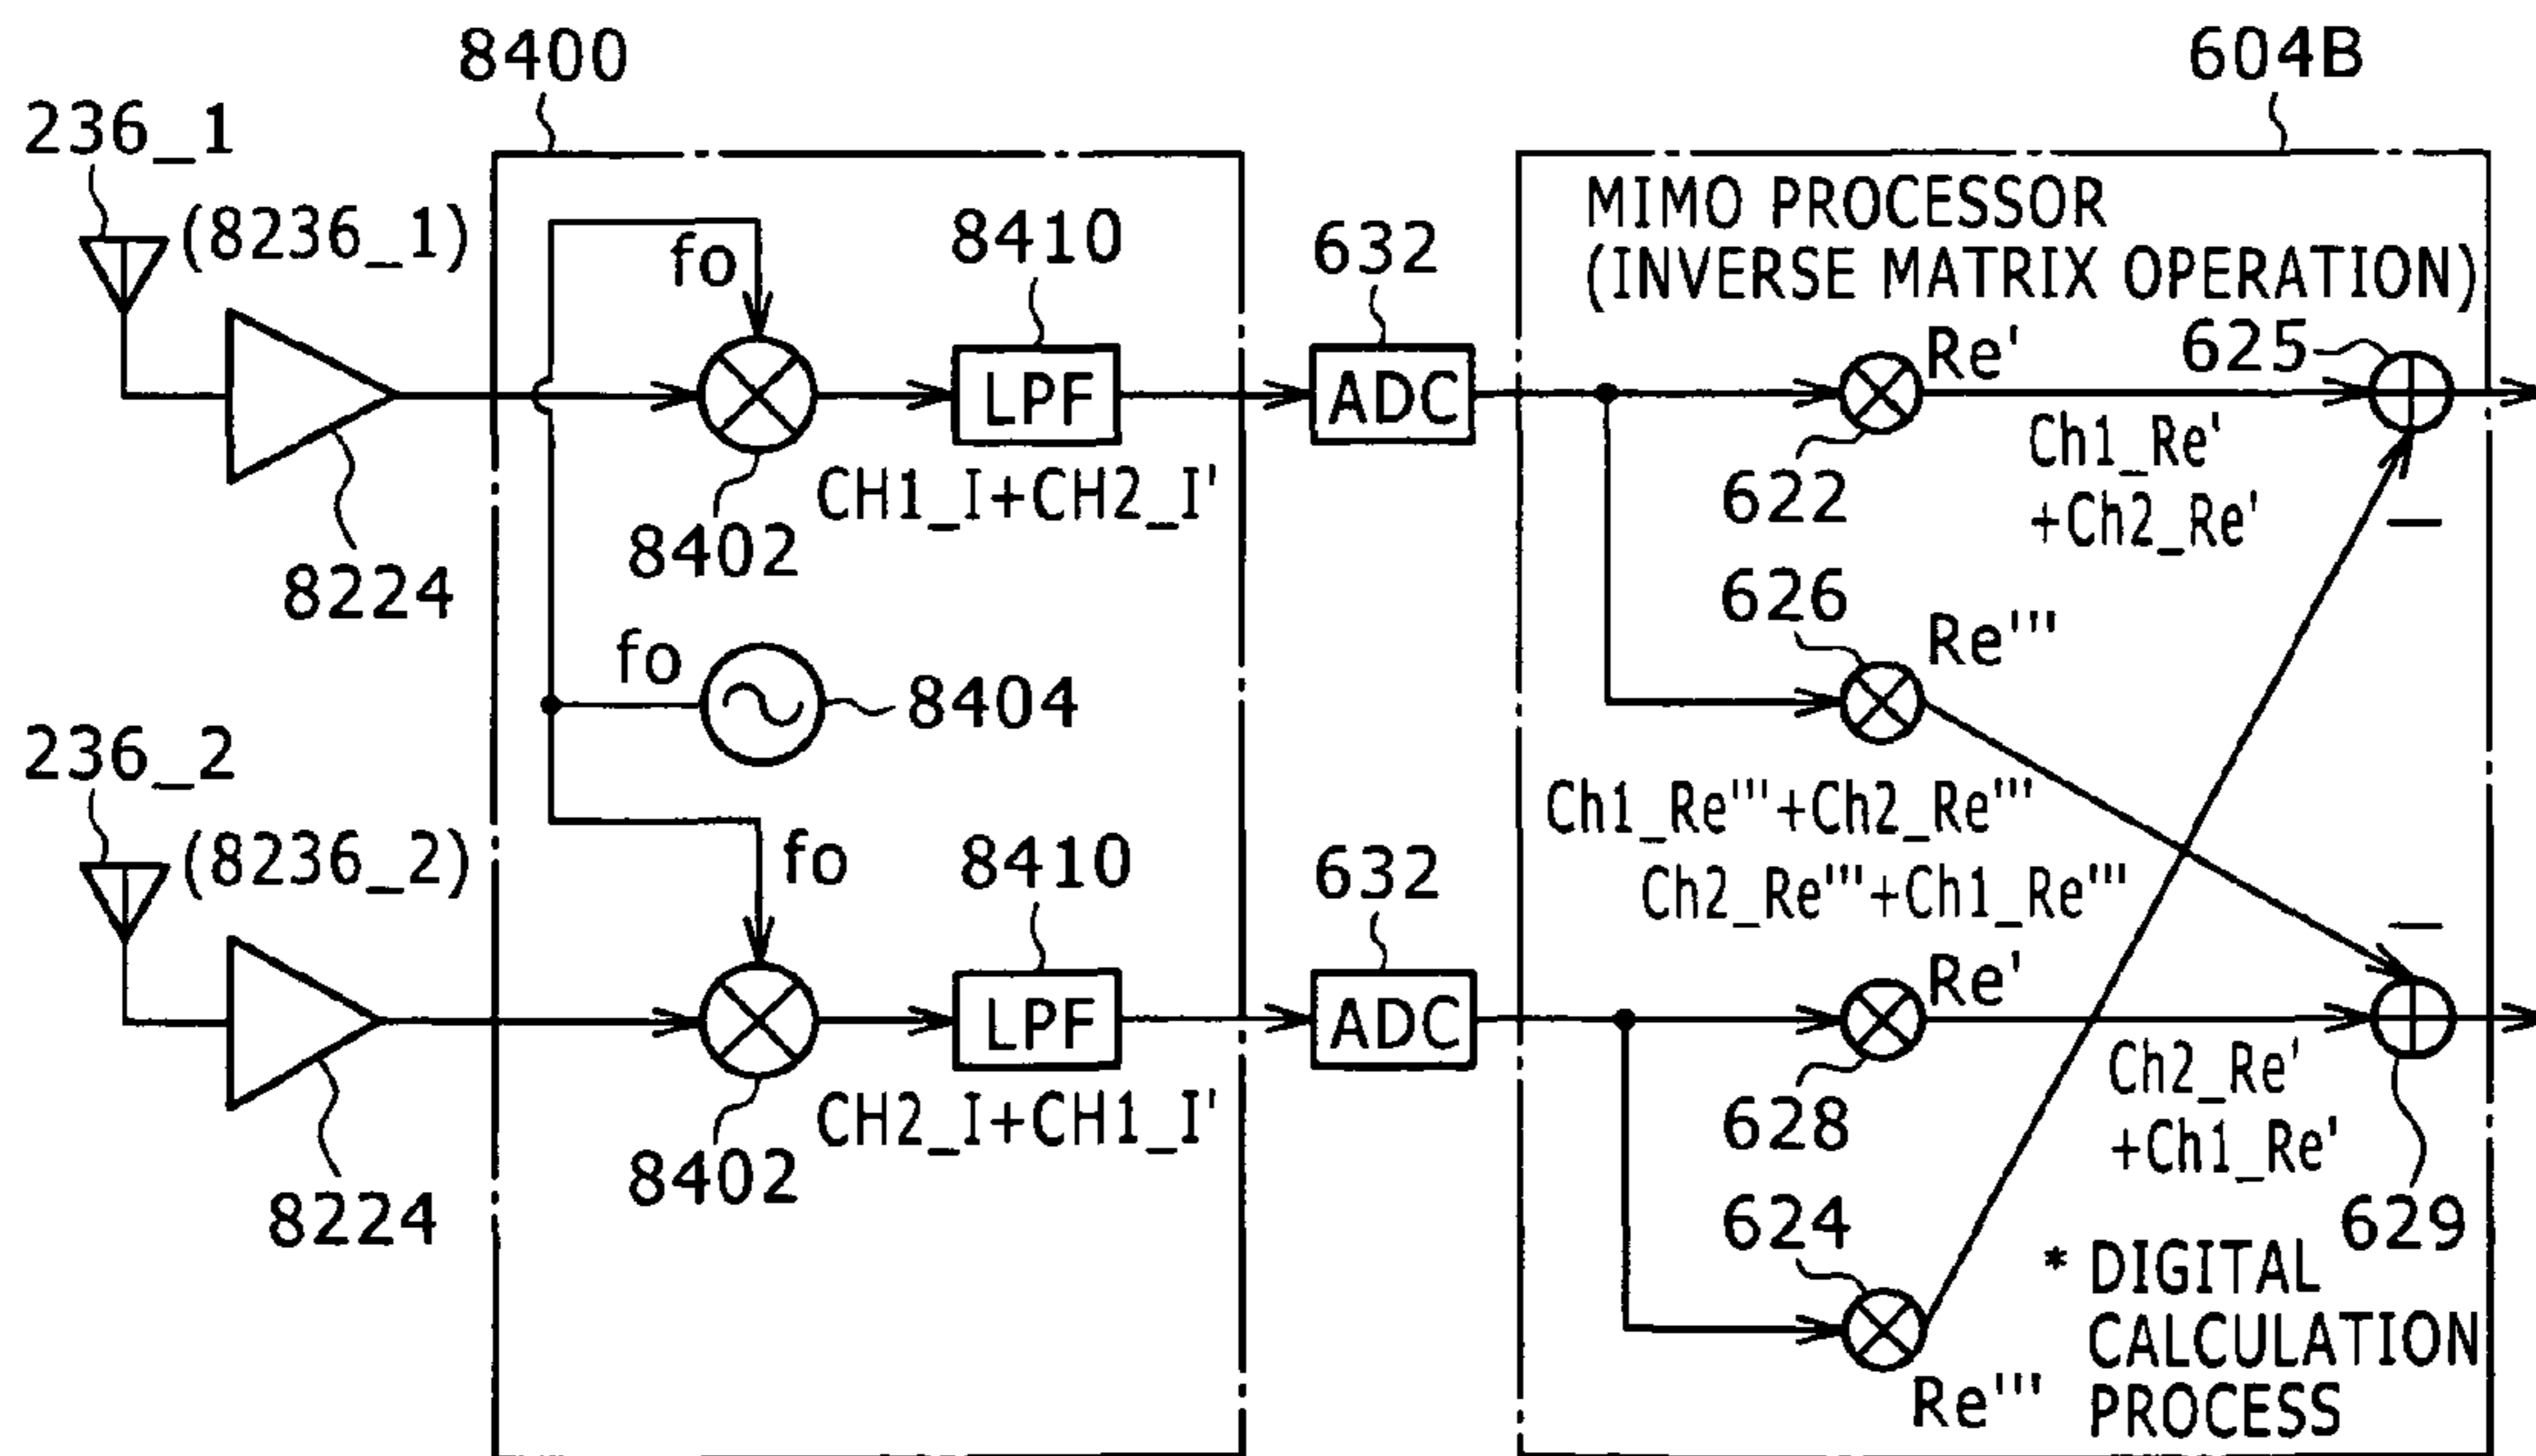 8400
604B
236_1
(8236_1)
MIMO PROCESSOR
(INVERSE MATRIX OPERATION)
fo
8410
632
Re'
625
LPF
ADC
Ch1_Re'
+Ch2_Re'
CH1_I+CH2_I'
622
8402
8224
626
Re'''
fo
8404
236_2
(8236_2)
Ch1_Re'''+Ch2_Re'''
fo
8410
632
Ch2_Re'''+Ch1_Re'''
Re'
LPF
ADC
Ch2_Re'
+Ch1_Re'
CH2_I+CH1_I'
628
8402
8224
624
629
* DIGITAL
CALCULATION
PROCESS
Re'''